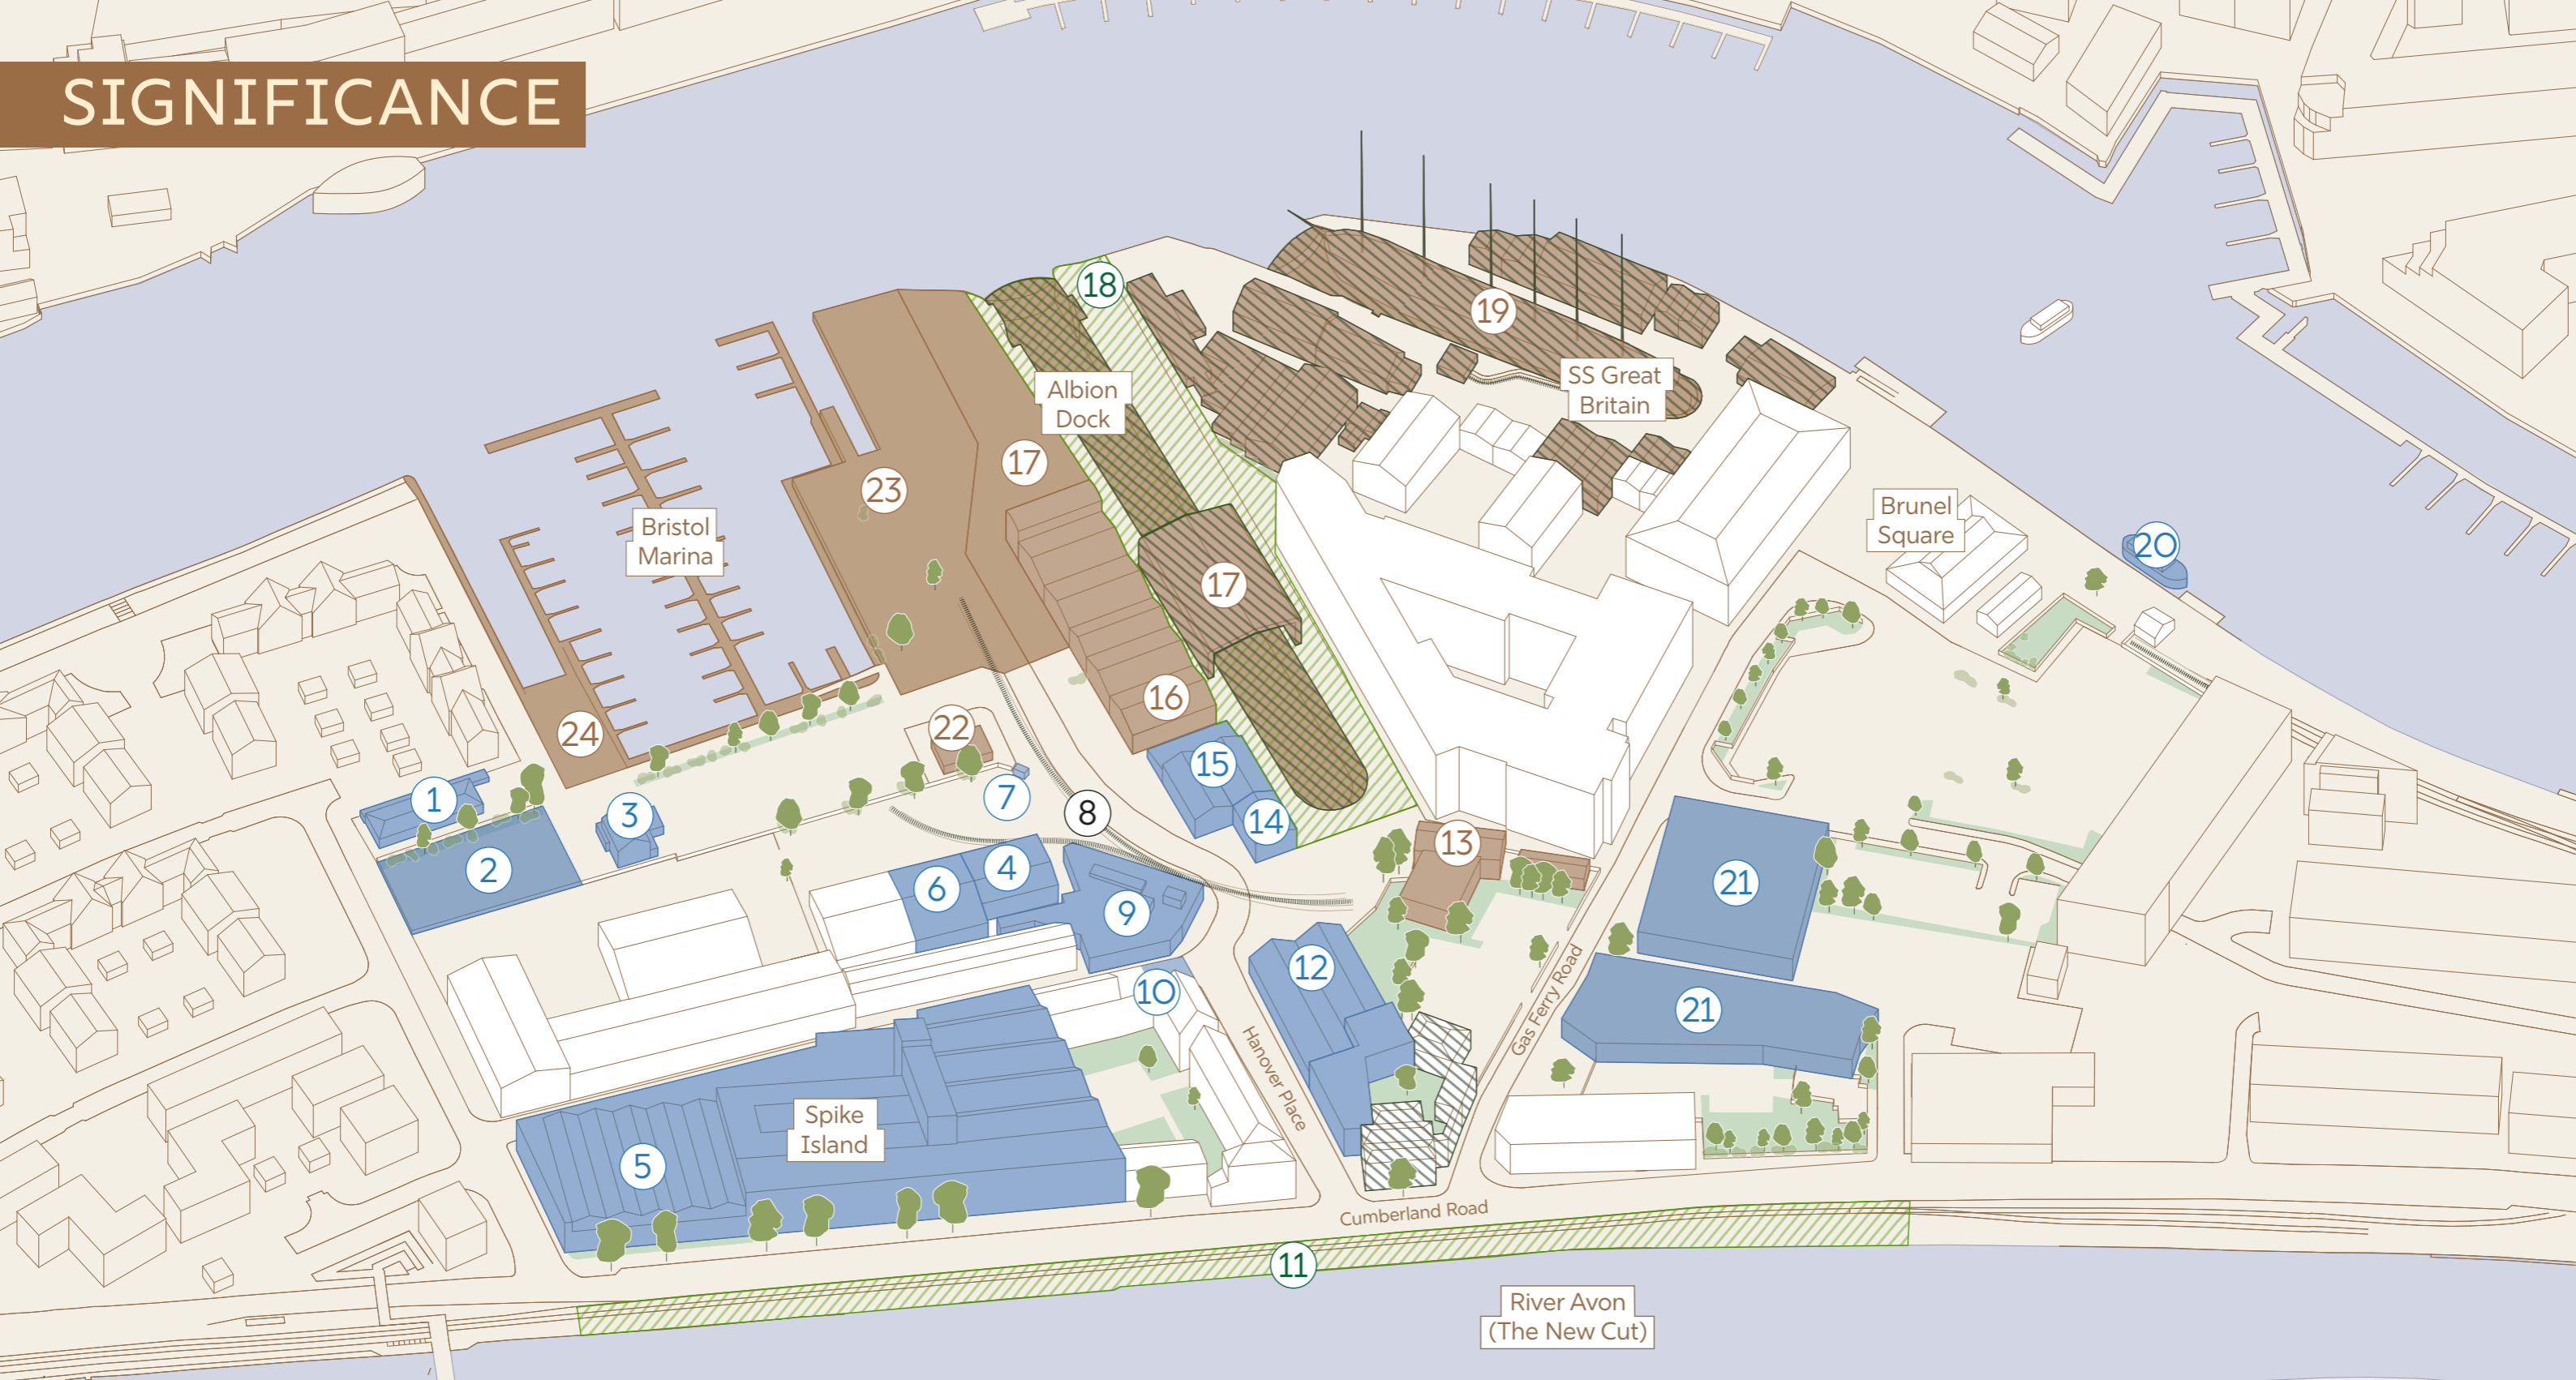 SIGNIFICANCE
18
19
SS Great
Britain
Albion
Dock
17
23
Bristol
Marina
Brunel
Square
20
17
16
24
22
15
7
8
14
1
3
2
13
4
6
9
21
12
10
21
Gas Ferry Road
Hanover Place
Spike
Island
5
Cumberland Road
11
River Avon
(The New Cut)